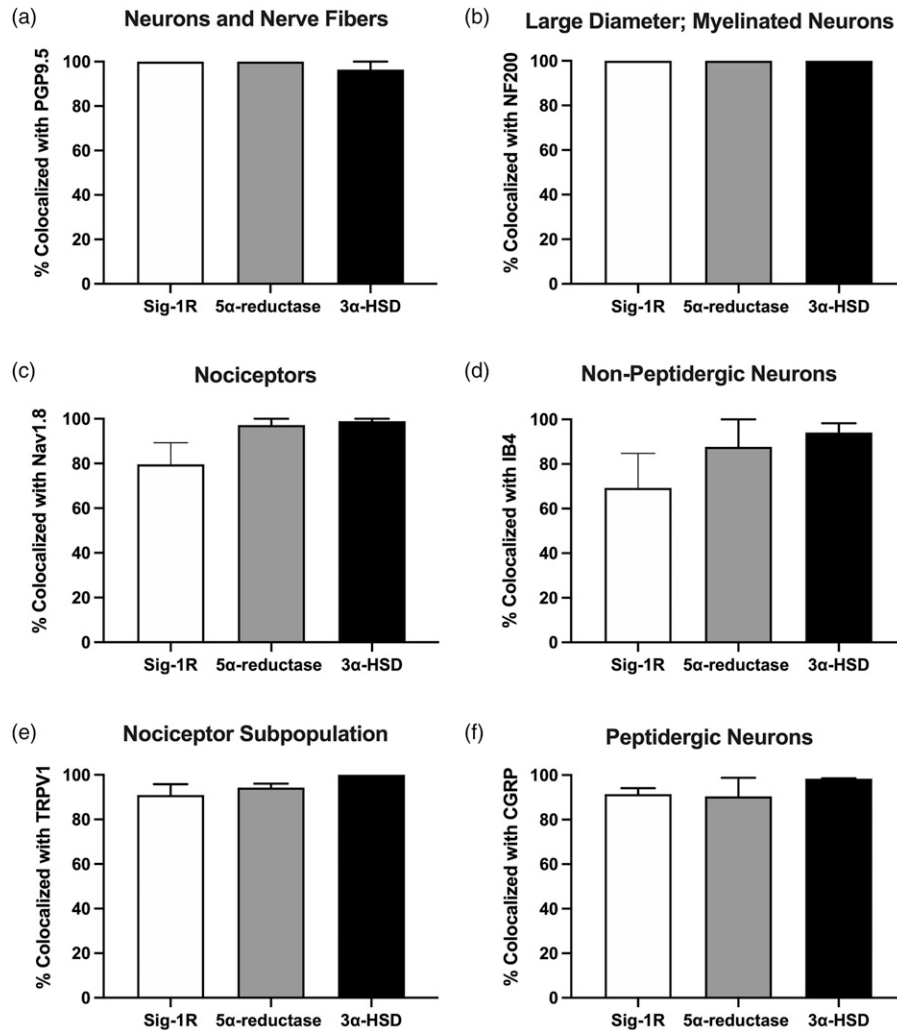 (a)
Neurons and Nerve Fibers
% Colocalized with PGP9.5
100
80
60
40
20
0
Sig-1R 5α-reductase 3α-HSD
(b)
Large Diameter; Myelinated Neurons
% Colocalized with NF200
100
80
60
40
20
0
Sig-1R 5α-reductase 3α-HSD
(c)
Nociceptors
% Colocalized with Nav1.8
100
80
60
40
20
0
Sig-1R 5α-reductase 3α-HSD
(d)
Non-Peptidergic Neurons
% Colocalized with IB4
100
80
60
40
20
0
Sig-1R 5α-reductase 3α-HSD
(e)
Nociceptor Subpopulation
% Colocalized with TRPV1
100
80
60
40
20
0
Sig-1R 5α-reductase 3α-HSD
(f)
Peptidergic Neurons
% Colocalized with CGRP
100
80
60
40
20
0
Sig-1R 5α-reductase 3α-HSD